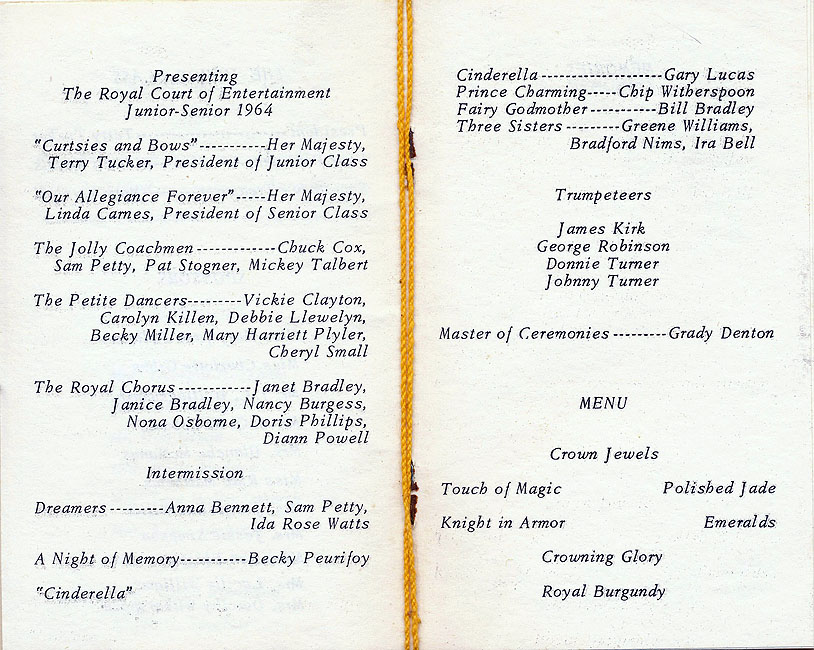 Presenting
The Royal Court of Entertainment
Junior-Senior 1964
"Curtsies and Bows"-----------Her Majesty,
Terry Tucker, President of Junior Class
"Our Allegiance Forever"-----Her Majesty,
Linda Carnes, President of Senior Class
The Jolly Coachmen-------------Chuck Cox,
Sam Petty, Pat Stogner, Mickey Talbert
The Petite Dancers---------Vickie Clayton,
Carolyn Killen, Debbie Llewelyn,
Becky Miller, Mary Harriett Plyler,
Cheryl Small
The Royal Chorus------------Janet Bradley,
Janice Bradley, Nancy Burgess,
Nona Osborne, Doris Phillips,
Diann Powell
Intermission
Dreamers---------Anna Bennett, Sam Petty,
Ida Rose Watts
A Night of Memory-----------Becky Peurifoy
"Cinderella"
Cinderella--------------------Gary Lucas
Prince Charming-----Chip Witherspoon
Fairy Godmother-----------Bill Bradley
Three Sisters---------Greene Williams,
Bradford Nims, Ira Bell
Trumpeteers
James Kirk
George Robinson
Donnie Turner
Johnny Turner
Master of Ceremonies---------Grady Denton
MENU
Crown Jewels
Touch of Magic Polished Jade
Knight in Armor Emeralds
Crowning Glory
Royal Burgundy